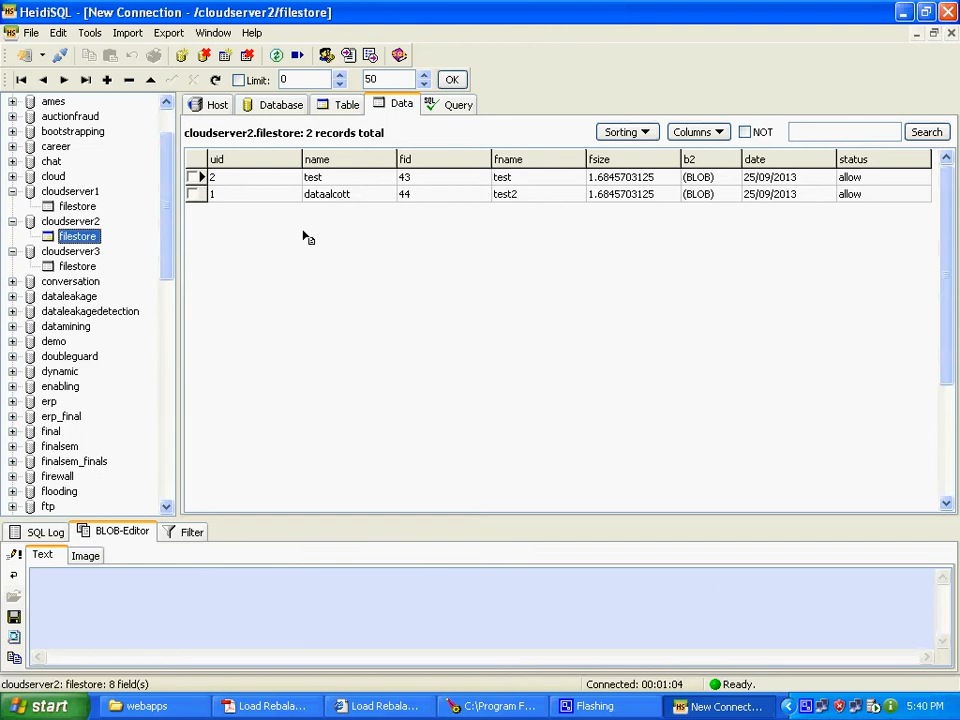 HeidiSQL - [New Connection - /cloudserver2/filestore]
File Edit Tools Import Export Window Help
Limit: 0 50 OK
Host Database Table Data Query
cloudserver2.filestore: 2 records total Sorting Columns NOT Search
uid name fid fname fsize b2 date status
2 test 43 test 1.6845703125 (BLOB) 25/09/2013 allow
1 dataalcott 44 test2 1.6845703125 (BLOB) 25/09/2013 allow
ames
auctionfraud
bootstrapping
career
chat
cloud
cloudserver1
filestore
cloudserver2
filestore
cloudserver3
filestore
conversation
dataleakage
dataleakagedetection
datamining
demo
doubleguard
dynamic
enabling
erp
erp_final
final
finalsem
finalsem_finals
firewall
flooding
ftp
SQL Log BLOB-Editor Filter
Text Image
cloudserver2: filestore: 8 field(s) Connected: 00:01:04 Ready.
start webapps Load Rebala... Load Rebala... C:\Program F... Flashing New Connect... 5:40 PM